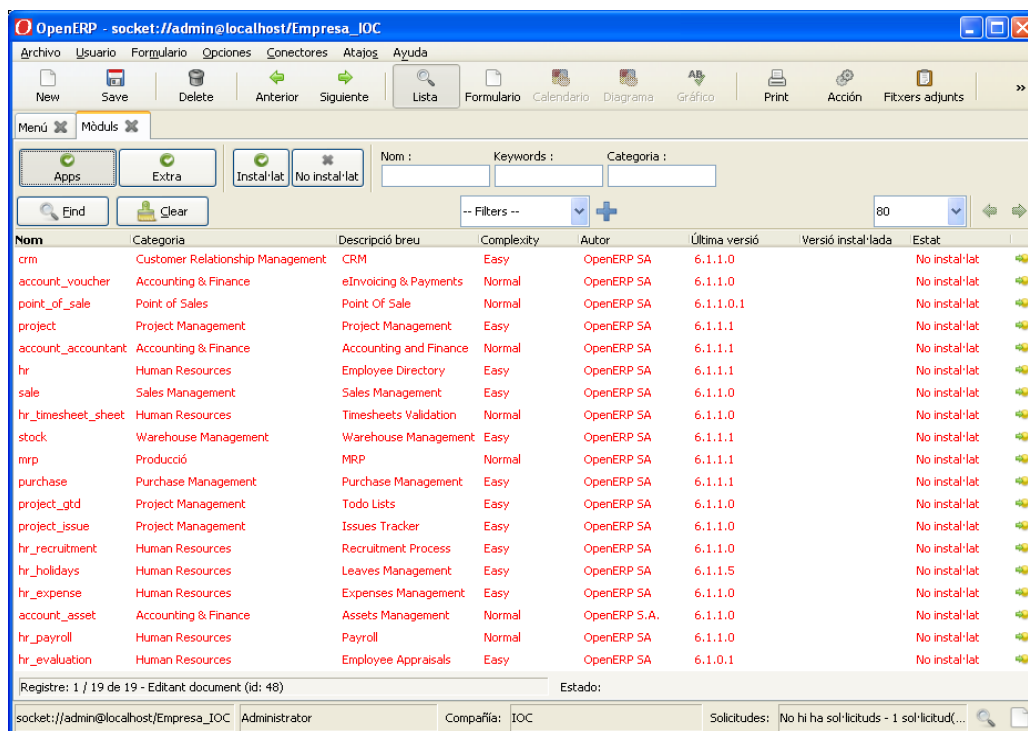 OpenERP - socket://admin@localhost/Empresa_IOC
Archivo Usuario Formulario Opciones Conectores Atajos Ayuda
New Save Delete Anterior Siguiente Lista Formulario Calendario Diagrama Gráfico Print Acción Fitxers adjunts »
Menú Mòduls
Apps Extra Instal·lat No instal·lat Nom : Keywords : Categoria :
Find Clear -- Filters -- 80
Nom Categoria Descripció breu Complexity Autor Última versió Versió instal·lada Estat
crm Customer Relationship Management CRM Easy OpenERP SA 6.1.1.0 No instal·lat
account_voucher Accounting & Finance eInvoicing & Payments Normal OpenERP SA 6.1.1.0 No instal·lat
point_of_sale Point of Sales Point Of Sale Normal OpenERP SA 6.1.1.0.1 No instal·lat
project Project Management Project Management Easy OpenERP SA 6.1.1.1 No instal·lat
account_accountant Accounting & Finance Accounting and Finance Normal OpenERP SA 6.1.1.1 No instal·lat
hr Human Resources Employee Directory Easy OpenERP SA 6.1.1.1 No instal·lat
sale Sales Management Sales Management Easy OpenERP SA 6.1.1.0 No instal·lat
hr_timesheet_sheet Human Resources Timesheets Validation Normal OpenERP SA 6.1.1.0 No instal·lat
stock Warehouse Management Warehouse Management Easy OpenERP SA 6.1.1.1 No instal·lat
mrp Producció MRP Normal OpenERP SA 6.1.1.1 No instal·lat
purchase Purchase Management Purchase Management Easy OpenERP SA 6.1.1.1 No instal·lat
project_gtd Project Management Todo Lists Easy OpenERP SA 6.1.1.0 No instal·lat
project_issue Project Management Issues Tracker Easy OpenERP SA 6.1.1.0 No instal·lat
hr_recruitment Human Resources Recruitment Process Easy OpenERP SA 6.1.1.0 No instal·lat
hr_holidays Human Resources Leaves Management Easy OpenERP SA 6.1.1.5 No instal·lat
hr_expense Human Resources Expenses Management Easy OpenERP SA 6.1.1.0 No instal·lat
account_asset Accounting & Finance Assets Management Normal OpenERP S.A. 6.1.1.0 No instal·lat
hr_payroll Human Resources Payroll Normal OpenERP SA 6.1.1.0 No instal·lat
hr_evaluation Human Resources Employee Appraisals Easy OpenERP SA 6.1.0.1 No instal·lat
Registre: 1 / 19 de 19 - Editant document (id: 48) Estado:
socket://admin@localhost/Empresa_IOC Administrator Compañía: IOC Solicitudes: No hi ha sol·licituds - 1 sol·licitud(...